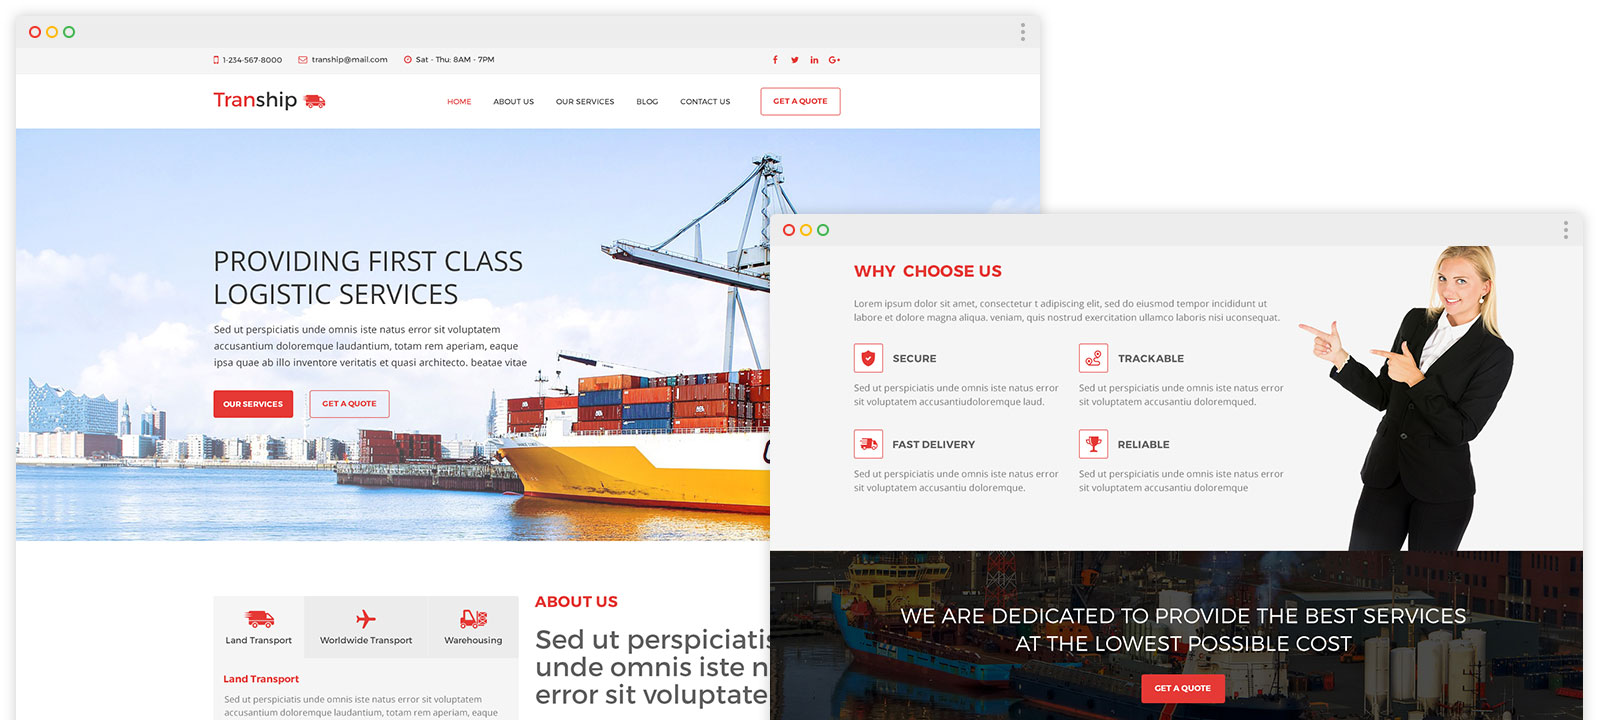 1-234-567-8000
tranship@mail.com
Sat - Thu: 8AM - 7PM
Tranship
HOME
ABOUT US
OUR SERVICES
BLOG
CONTACT US
GET A QUOTE
PROVIDING FIRST CLASS
LOGISTIC SERVICES
Sed ut perspiciatis unde omnis iste natus error sit voluptatem
accusantium doloremque laudantium, totam rem aperiam, eaque
ipsa quae ab illo inventore veritatis et quasi architecto. beatae vitae
OUR SERVICES
GET A QUOTE
Land Transport
Worldwide Transport
Warehousing
Land Transport
Sed ut perspiciatis unde omnis iste natus error sit
voluptatem accusantium doloremque laudantium, totam rem aperiam, eaque
ABOUT US
Sed ut perspiciatis
unde omnis iste n
error sit voluptate
WHY CHOOSE US
Lorem ipsum dolor sit amet, consectetur t adipiscing elit, sed do eiusmod tempor incididunt ut
labore et dolore magna aliqua. veniam, quis nostrud exercitation ullamco laboris nisi uconsequat.
SECURE
Sed ut perspiciatis unde omnis iste natus error
sit voluptatem accusantiudoloremque laud.
TRACKABLE
Sed ut perspiciatis unde omnis iste natus error
sit voluptatem accusantiu doloremqued.
FAST DELIVERY
Sed ut perspiciatis unde omnis iste natus error
sit voluptatem accusantiu doloremque.
RELIABLE
Sed ut perspiciatis unde omnis iste natus error
sit voluptatem accusantiu doloremque
WE ARE DEDICATED TO PROVIDE THE BEST SERVICES
AT THE LOWEST POSSIBLE COST
GET A QUOTE